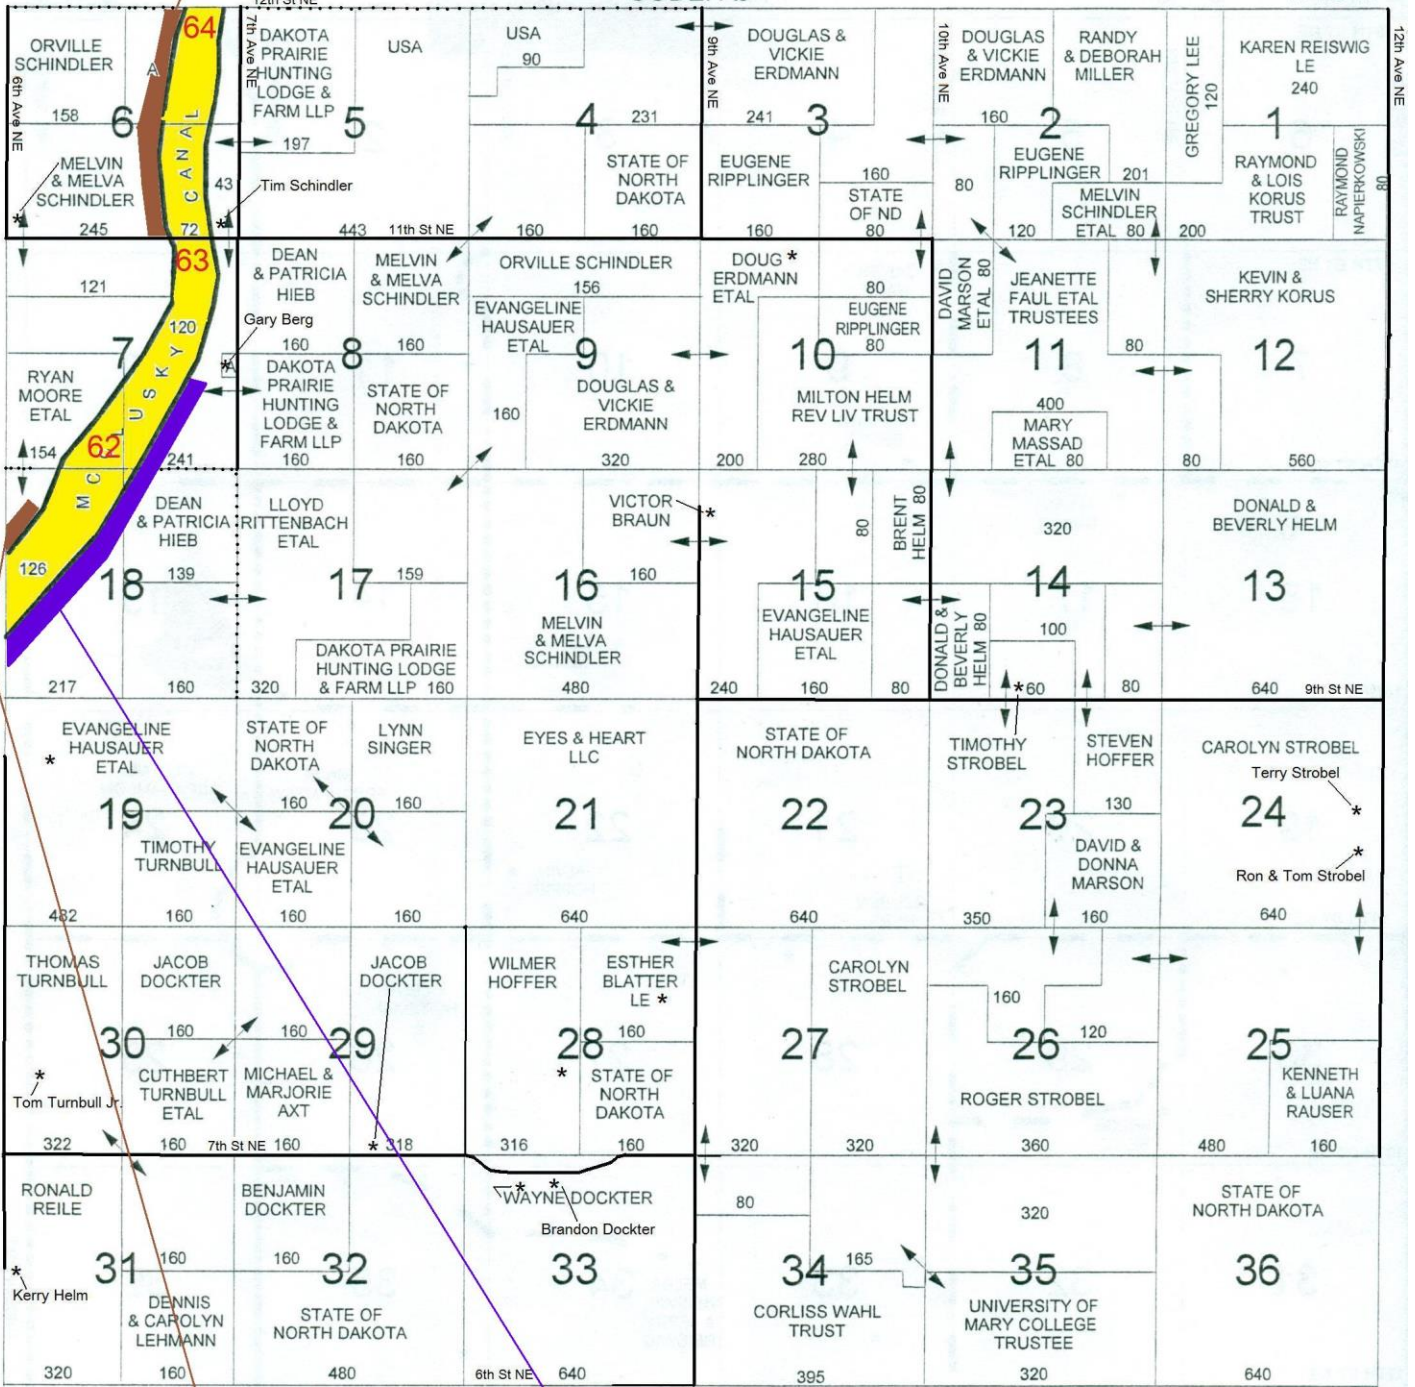 12th St NE
64
ORVILLE
SCHINDLER
158
6th Ave NE
6
A
CANAL
7th Ave NE
MELVIN
& MELVA
SCHINDLER
245
43
72
Tim Schindler
DAKOTA
PRAIRIE
HUNTING
LODGE &
FARM LLP
197
USA
5
443
11th St NE
USA
90
4
231
160
STATE OF
NORTH
DAKOTA
160
9th Ave NE
DOUGLAS &
VICKIE
ERDMANN
241
3
EUGENE
RIPPLINGER
160
160
STATE
OF ND
80
10th Ave NE
DOUGLAS
& VICKIE
ERDMANN
160
RANDY
& DEBORAH
MILLER
2
80
EUGENE
RIPPLINGER
120
201
MELVIN
SCHINDLER
ETAL 80
GREGORY LEE
120
200
KAREN REISWIG
LE
240
1
RAYMOND
& LOIS
KORUS
TRUST
RAYMOND
NAPIERKOWSKI
80
12th Ave NE
63
121
120
7
Gary Berg
A
RYAN
MOORE
ETAL
154
62
241
USKY
MC
DEAN
& PATRICIA
HIEB
160
DAKOTA
PRAIRIE
HUNTING
LODGE &
FARM LLP
160
8
MELVIN
& MELVA
SCHINDLER
160
STATE OF
NORTH
DAKOTA
160
ORVILLE SCHINDLER
156
EVANGELINE
HAUSAUER
ETAL
160
9
DOUGLAS &
VICKIE
ERDMANN
320
DOUG
ERDMANN
ETAL
200
80
EUGENE
RIPPLINGER
80
10
MILTON HELM
REV LIV TRUST
280
DAVID
MARSON
ETAL 80
JEANETTE
FAUL ETAL
TRUSTEES
11
80
400
MARY
MASSAD
ETAL 80
80
KEVIN &
SHERRY KORUS
12
560
126
DEAN
& PATRICIA
HIEB
139
18
217
160
LLOYD
RITTENBACH
ETAL
17
159
320
DAKOTA PRAIRIE
HUNTING LODGE
& FARM LLP 160
VICTOR
BRAUN
160
16
MELVIN
& MELVA
SCHINDLER
480
80
BRENT
HELM 80
15
EVANGELINE
HAUSAUER
ETAL
240
160
80
320
14
100
DONALD &
BEVERLY
HELM 80
60
80
DONALD &
BEVERLY HELM
13
640
9th St NE
EVANGELINE
HAUSAUER
ETAL
19
TIMOTHY
TURNBULL
482
160
STATE OF
NORTH
DAKOTA
160
20
LYNN
SINGER
160
EVANGELINE
HAUSAUER
ETAL
160
160
EYES & HEART
LLC
21
640
STATE OF
NORTH DAKOTA
22
640
TIMOTHY
STROBEL
23
350
STEVEN
HOFFER
130
DAVID &
DONNA
MARSON
160
CAROLYN STROBEL
Terry Strobel
24
Ron & Tom Strobel
640
THOMAS
TURNBULL
30
Tom Turnbull Jr.
322
JACOB
DOCKTER
160
CUTHBERT
TURNBULL
ETAL
160
7th St NE
160
29
MICHAEL &
MARJORIE
AXT
160
JACOB
DOCKTER
318
WILMER
HOFFER
28
316
ESTHER
BLATTER
LE
160
STATE OF
NORTH
DAKOTA
160
27
320
CAROLYN
STROBEL
320
160
26
120
ROGER STROBEL
360
25
480
KENNETH
& LUANA
RAUSER
160
RONALD
REILE
31
Kerry Helm
320
160
DENNIS
& CAROLYN
LEHMANN
160
BENJAMIN
DOCKTER
160
32
STATE OF
NORTH DAKOTA
480
WAYNE DOCKTER
Brandon Dockter
33
6th St NE
640
80
34
165
CORLISS WAHL
TRUST
395
320
35
UNIVERSITY OF
MARY COLLEGE
TRUSTEE
320
STATE OF
NORTH DAKOTA
36
640